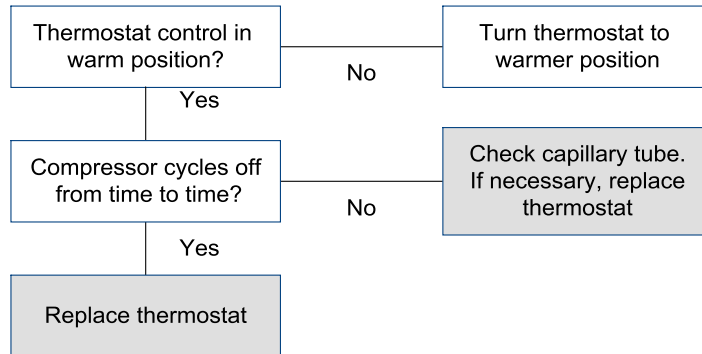 Thermostat control in
warm position?
No
Turn thermostat to
warmer position
Yes
Compressor cycles off
from time to time?
No
Check capillary tube.
If necessary, replace
thermostat
Yes
Replace thermostat